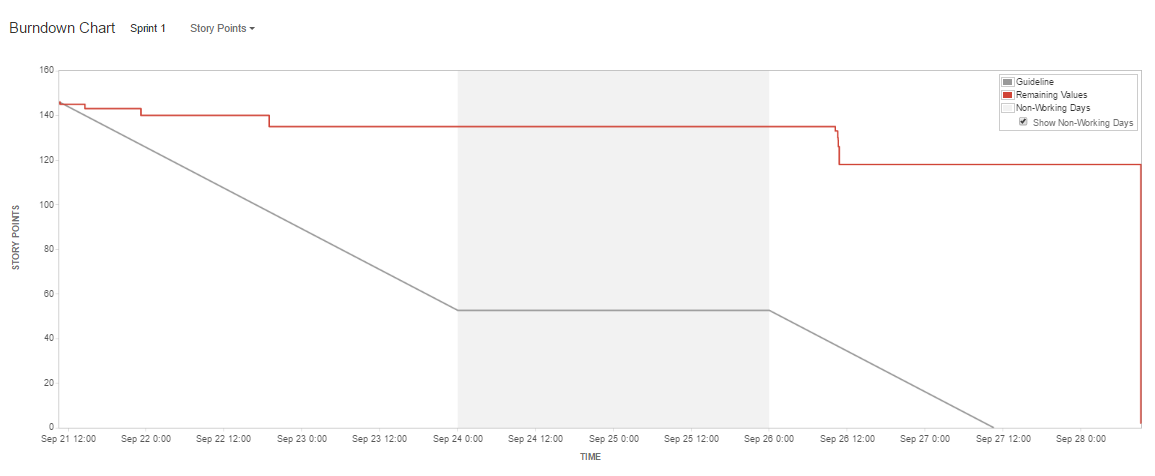 Burndown Chart Sprint 1 Story Points
160
140
120
100
80
60
40
20
0
STORY POINTS
Guideline
Remaining Values
Non-Working Days
Show Non-Working Days
Sep 21 12:00 Sep 22 0:00 Sep 22 12:00 Sep 23 0:00 Sep 23 12:00 Sep 24 0:00 Sep 24 12:00 Sep 25 0:00 Sep 25 12:00 Sep 26 0:00 Sep 26 12:00 Sep 27 0:00 Sep 27 12:00 Sep 28 0:00
TIME